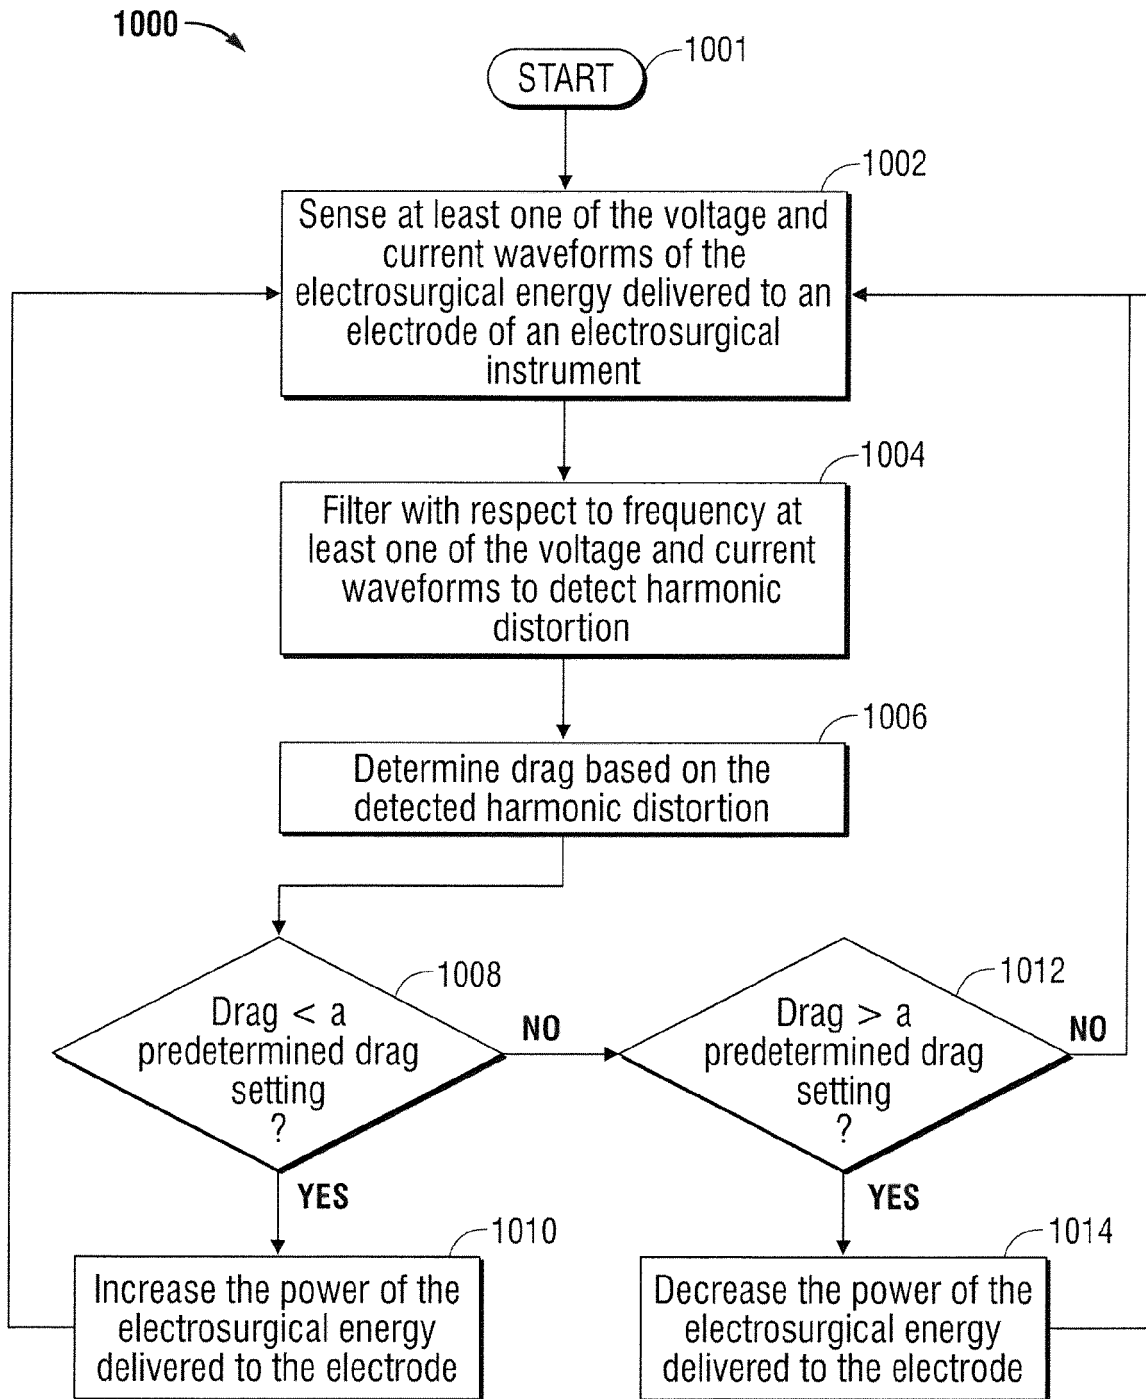 1000
START
1001
1002
Sense at least one of the voltage and
current waveforms of the
electrosurgical energy delivered to an
electrode of an electrosurgical
instrument
1004
Filter with respect to frequency at
least one of the voltage and current
waveforms to detect harmonic
distortion
1006
Determine drag based on the
detected harmonic distortion
1008
Drag < a
predetermined drag
setting
?
NO
YES
1012
Drag > a
predetermined drag
setting
?
NO
YES
1010
Increase the power of the
electrosurgical energy
delivered to the electrode
1014
Decrease the power of the
electrosurgical energy
delivered to the electrode